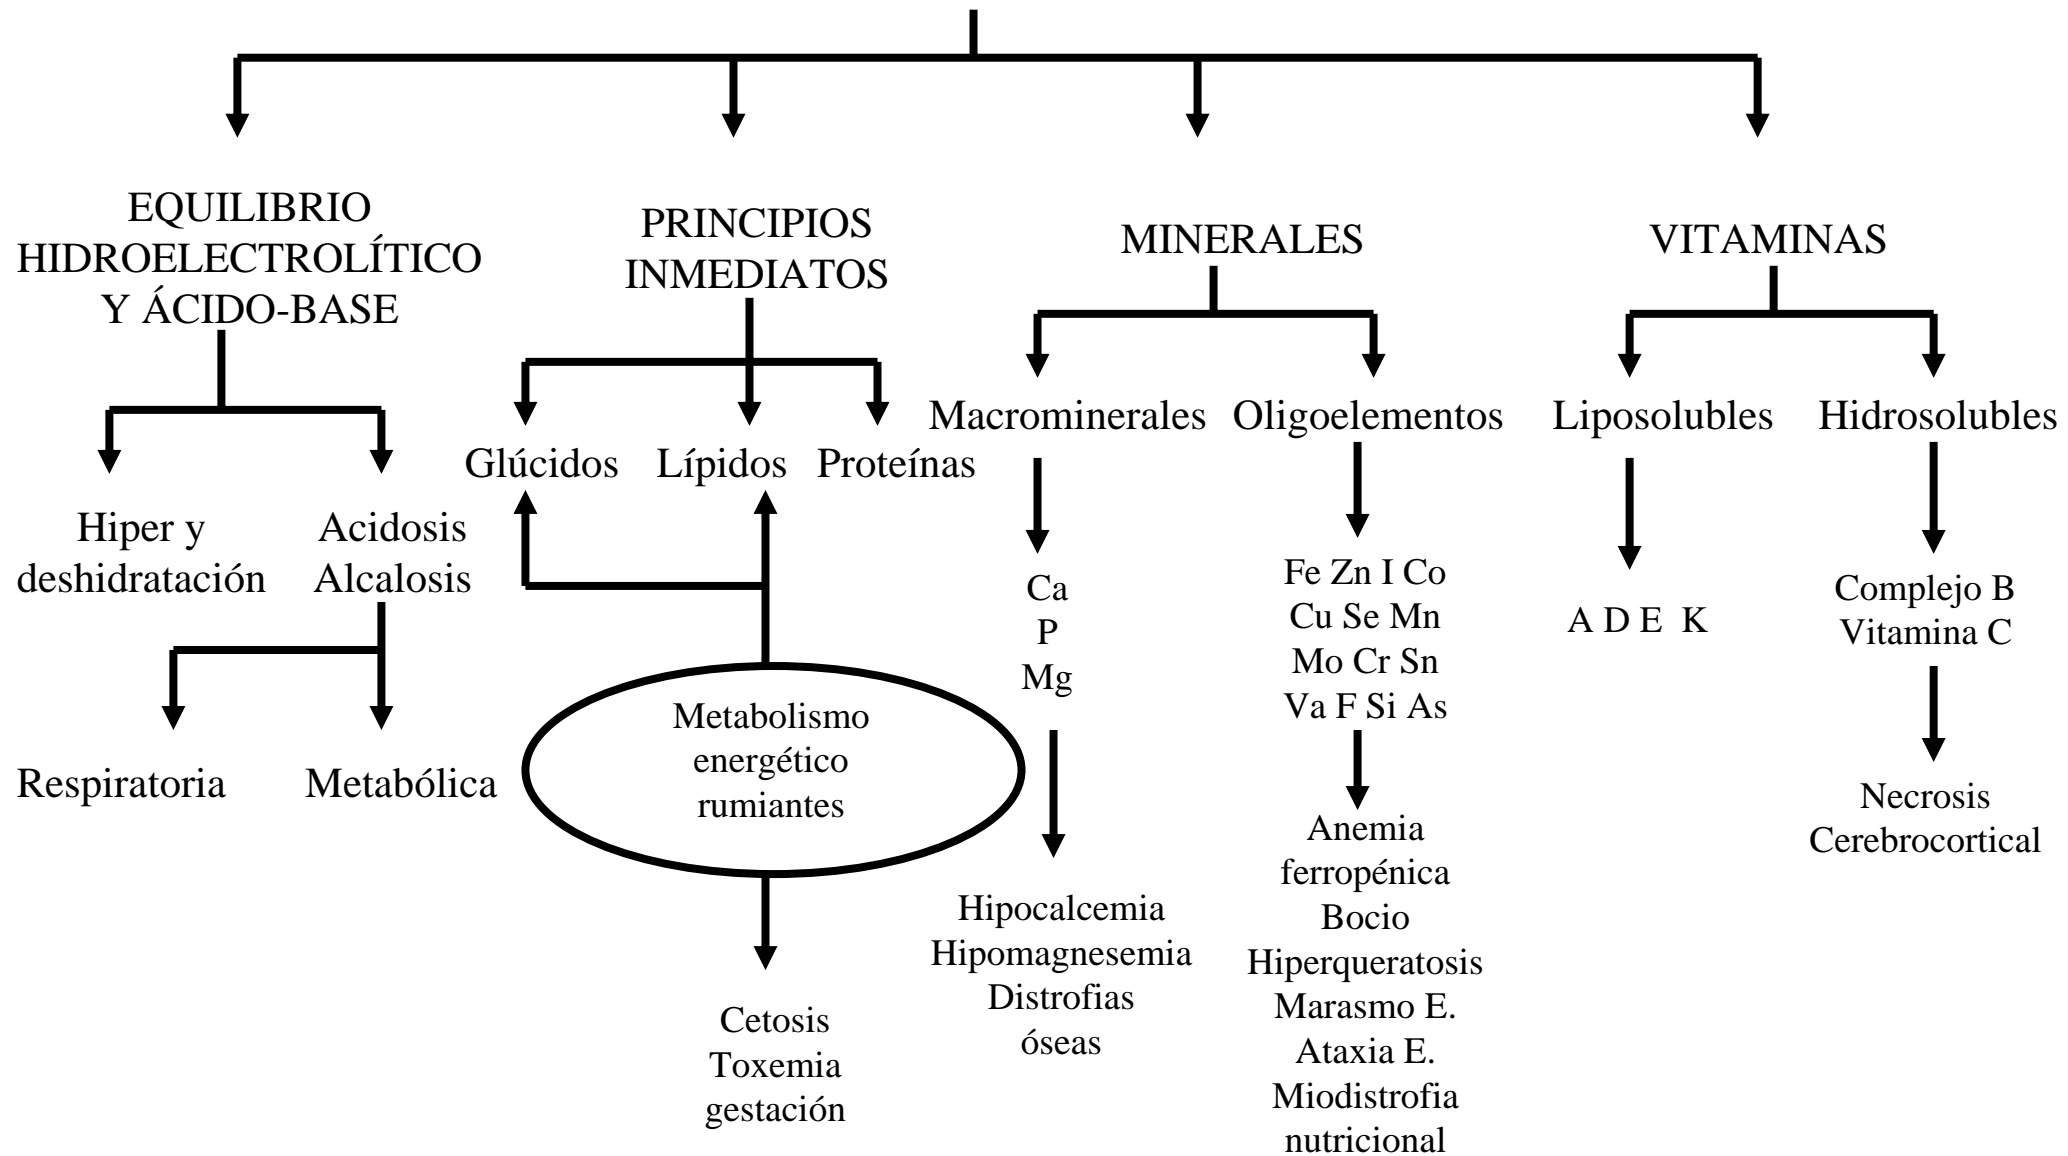 EQUILIBRIO
HIDROELECTROLÍTICO
Y ÁCIDO-BASE
PRINCIPIOS
INMEDIATOS
MINERALES
VITAMINAS
Hiper y
deshidratación
Acidosis
Alcalosis
Respiratoria
Metabólica
Glúcidos
Lípidos
Proteínas
Metabolismo
energético
rumiantes
Cetosis
Toxemia
gestación
Macrominerales
Ca
P
Mg
Hipocalcemia
Hipomagnesemia
Distrofias
óseas
Oligoelementos
Fe Zn I Co
Cu Se Mn
Mo Cr Sn
Va F Si As
Anemia
ferropénica
Bocio
Hiperqueratosis
Marasmo E.
Ataxia E.
Miodistrofia
nutricional
Liposolubles
A D E K
Hidrosolubles
Complejo B
Vitamina C
Necrosis
Cerebrocortical